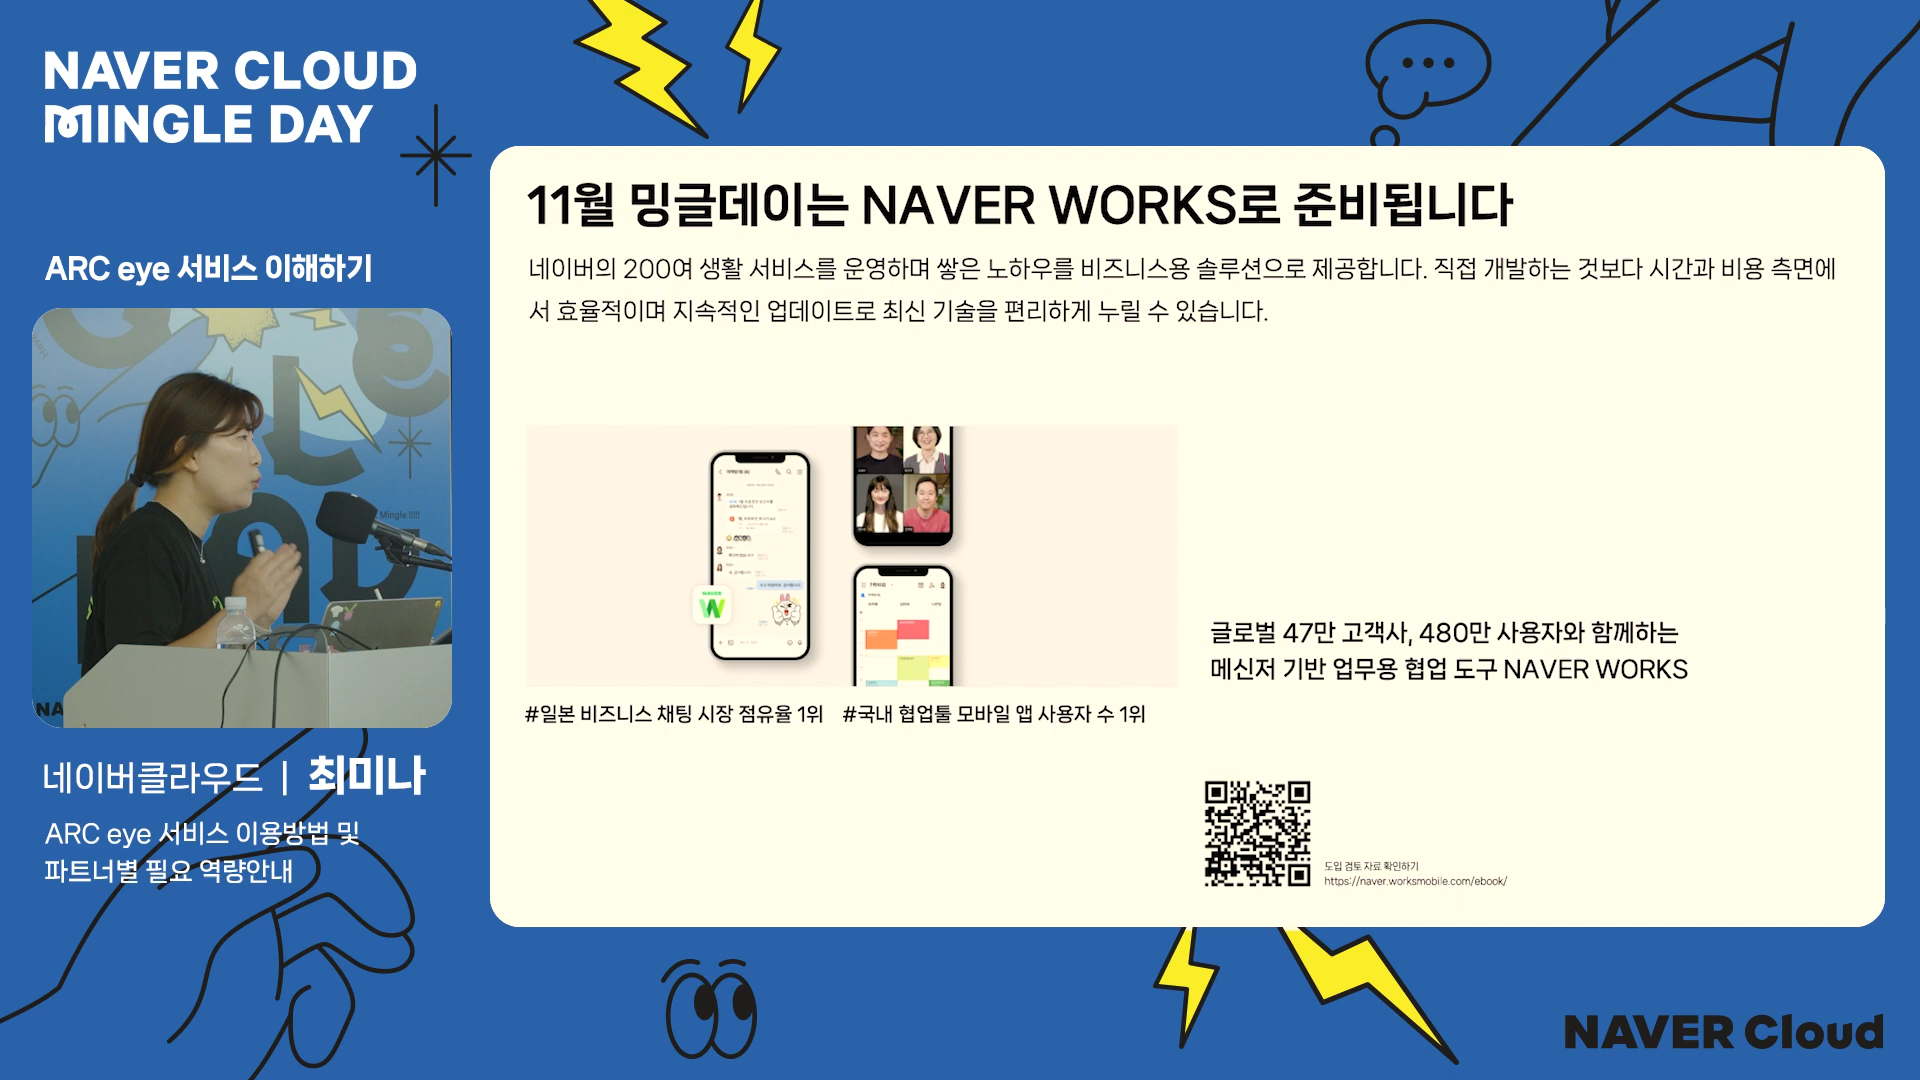 NAVER CLOUD
MINGLE DAY
ARC eye 서비스 이해하기
Mingle !!!!!
NA
네이버클라우드 | 최미나
ARC eye 서비스 이용방법 및
파트너별 필요 역량안내
11월 밍글데이는 NAVER WORKS로 준비됩니다
네이버의 200여 생활 서비스를 운영하며 쌓은 노하우를 비즈니스용 솔루션으로 제공합니다. 직접 개발하는 것보다 시간과 비용 측면에
서 효율적이며 지속적인 업데이트로 최신 기술을 편리하게 누릴 수 있습니다.
NAVER
W
#일본 비즈니스 채팅 시장 점유율 1위 #국내 협업툴 모바일 앱 사용자 수 1위
글로벌 47만 고객사, 480만 사용자와 함께하는
메신저 기반 업무용 협업 도구 NAVER WORKS
도입 검토 자료 확인하기
https://naver.worksmobile.com/ebook/
NAVER Cloud